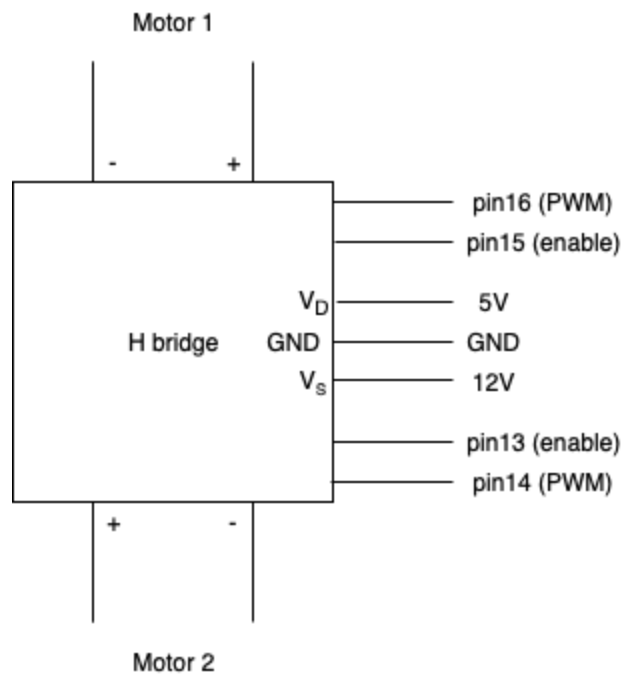 Motor 1
- +
pin16 (PWM)
pin15 (enable)
VD 5V
H bridge GND GND
Vs 12V
pin13 (enable)
pin14 (PWM)
+ -
Motor 2